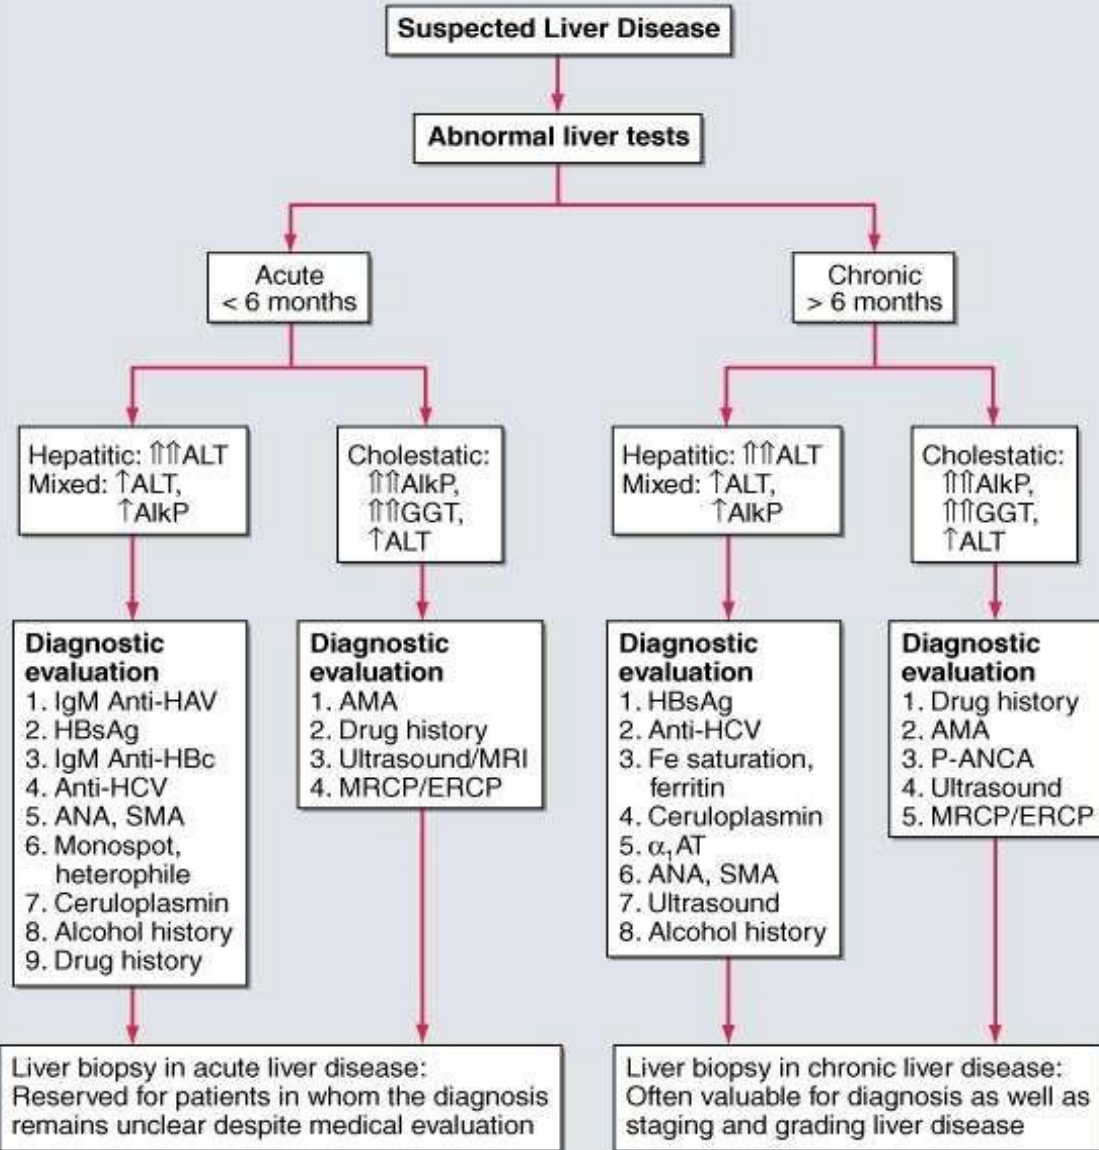 Suspected Liver Disease
Abnormal liver tests
Acute
< 6 months
Chronic
> 6 months
Hepatitic: ⇑⇑ALT
Mixed: ↑ALT,
↑AlkP
Cholestatic:
⇑⇑AlkP,
⇑⇑GGT,
↑ALT
Hepatitic: ⇑⇑ALT
Mixed: ↑ALT,
↑AlkP
Cholestatic:
⇑⇑AlkP,
⇑⇑GGT,
↑ALT
Diagnostic
evaluation
1. IgM Anti-HAV
2. HBsAg
3. IgM Anti-HBc
4. Anti-HCV
5. ANA, SMA
6. Monospot,
heterophile
7. Ceruloplasmin
8. Alcohol history
9. Drug history
Diagnostic
evaluation
1. AMA
2. Drug history
3. Ultrasound/MRI
4. MRCP/ERCP
Diagnostic
evaluation
1. HBsAg
2. Anti-HCV
3. Fe saturation,
ferritin
4. Ceruloplasmin
5. α₁AT
6. ANA, SMA
7. Ultrasound
8. Alcohol history
Diagnostic
evaluation
1. Drug history
2. AMA
3. P-ANCA
4. Ultrasound
5. MRCP/ERCP
Liver biopsy in acute liver disease:
Reserved for patients in whom the diagnosis
remains unclear despite medical evaluation
Liver biopsy in chronic liver disease:
Often valuable for diagnosis as well as
staging and grading liver disease